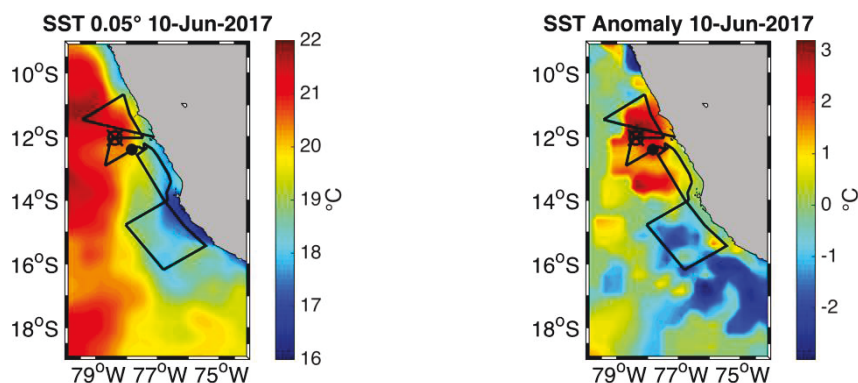 SST 0.05° 10-Jun-2017
10°S
12°S
14°S
16°S
18°S
79°W 77°W 75°W
22
21
20
19
18
17
16
°C
SST Anomaly 10-Jun-2017
10°S
12°S
14°S
16°S
18°S
79°W 77°W 75°W
3
2
1
0
-1
-2
°C